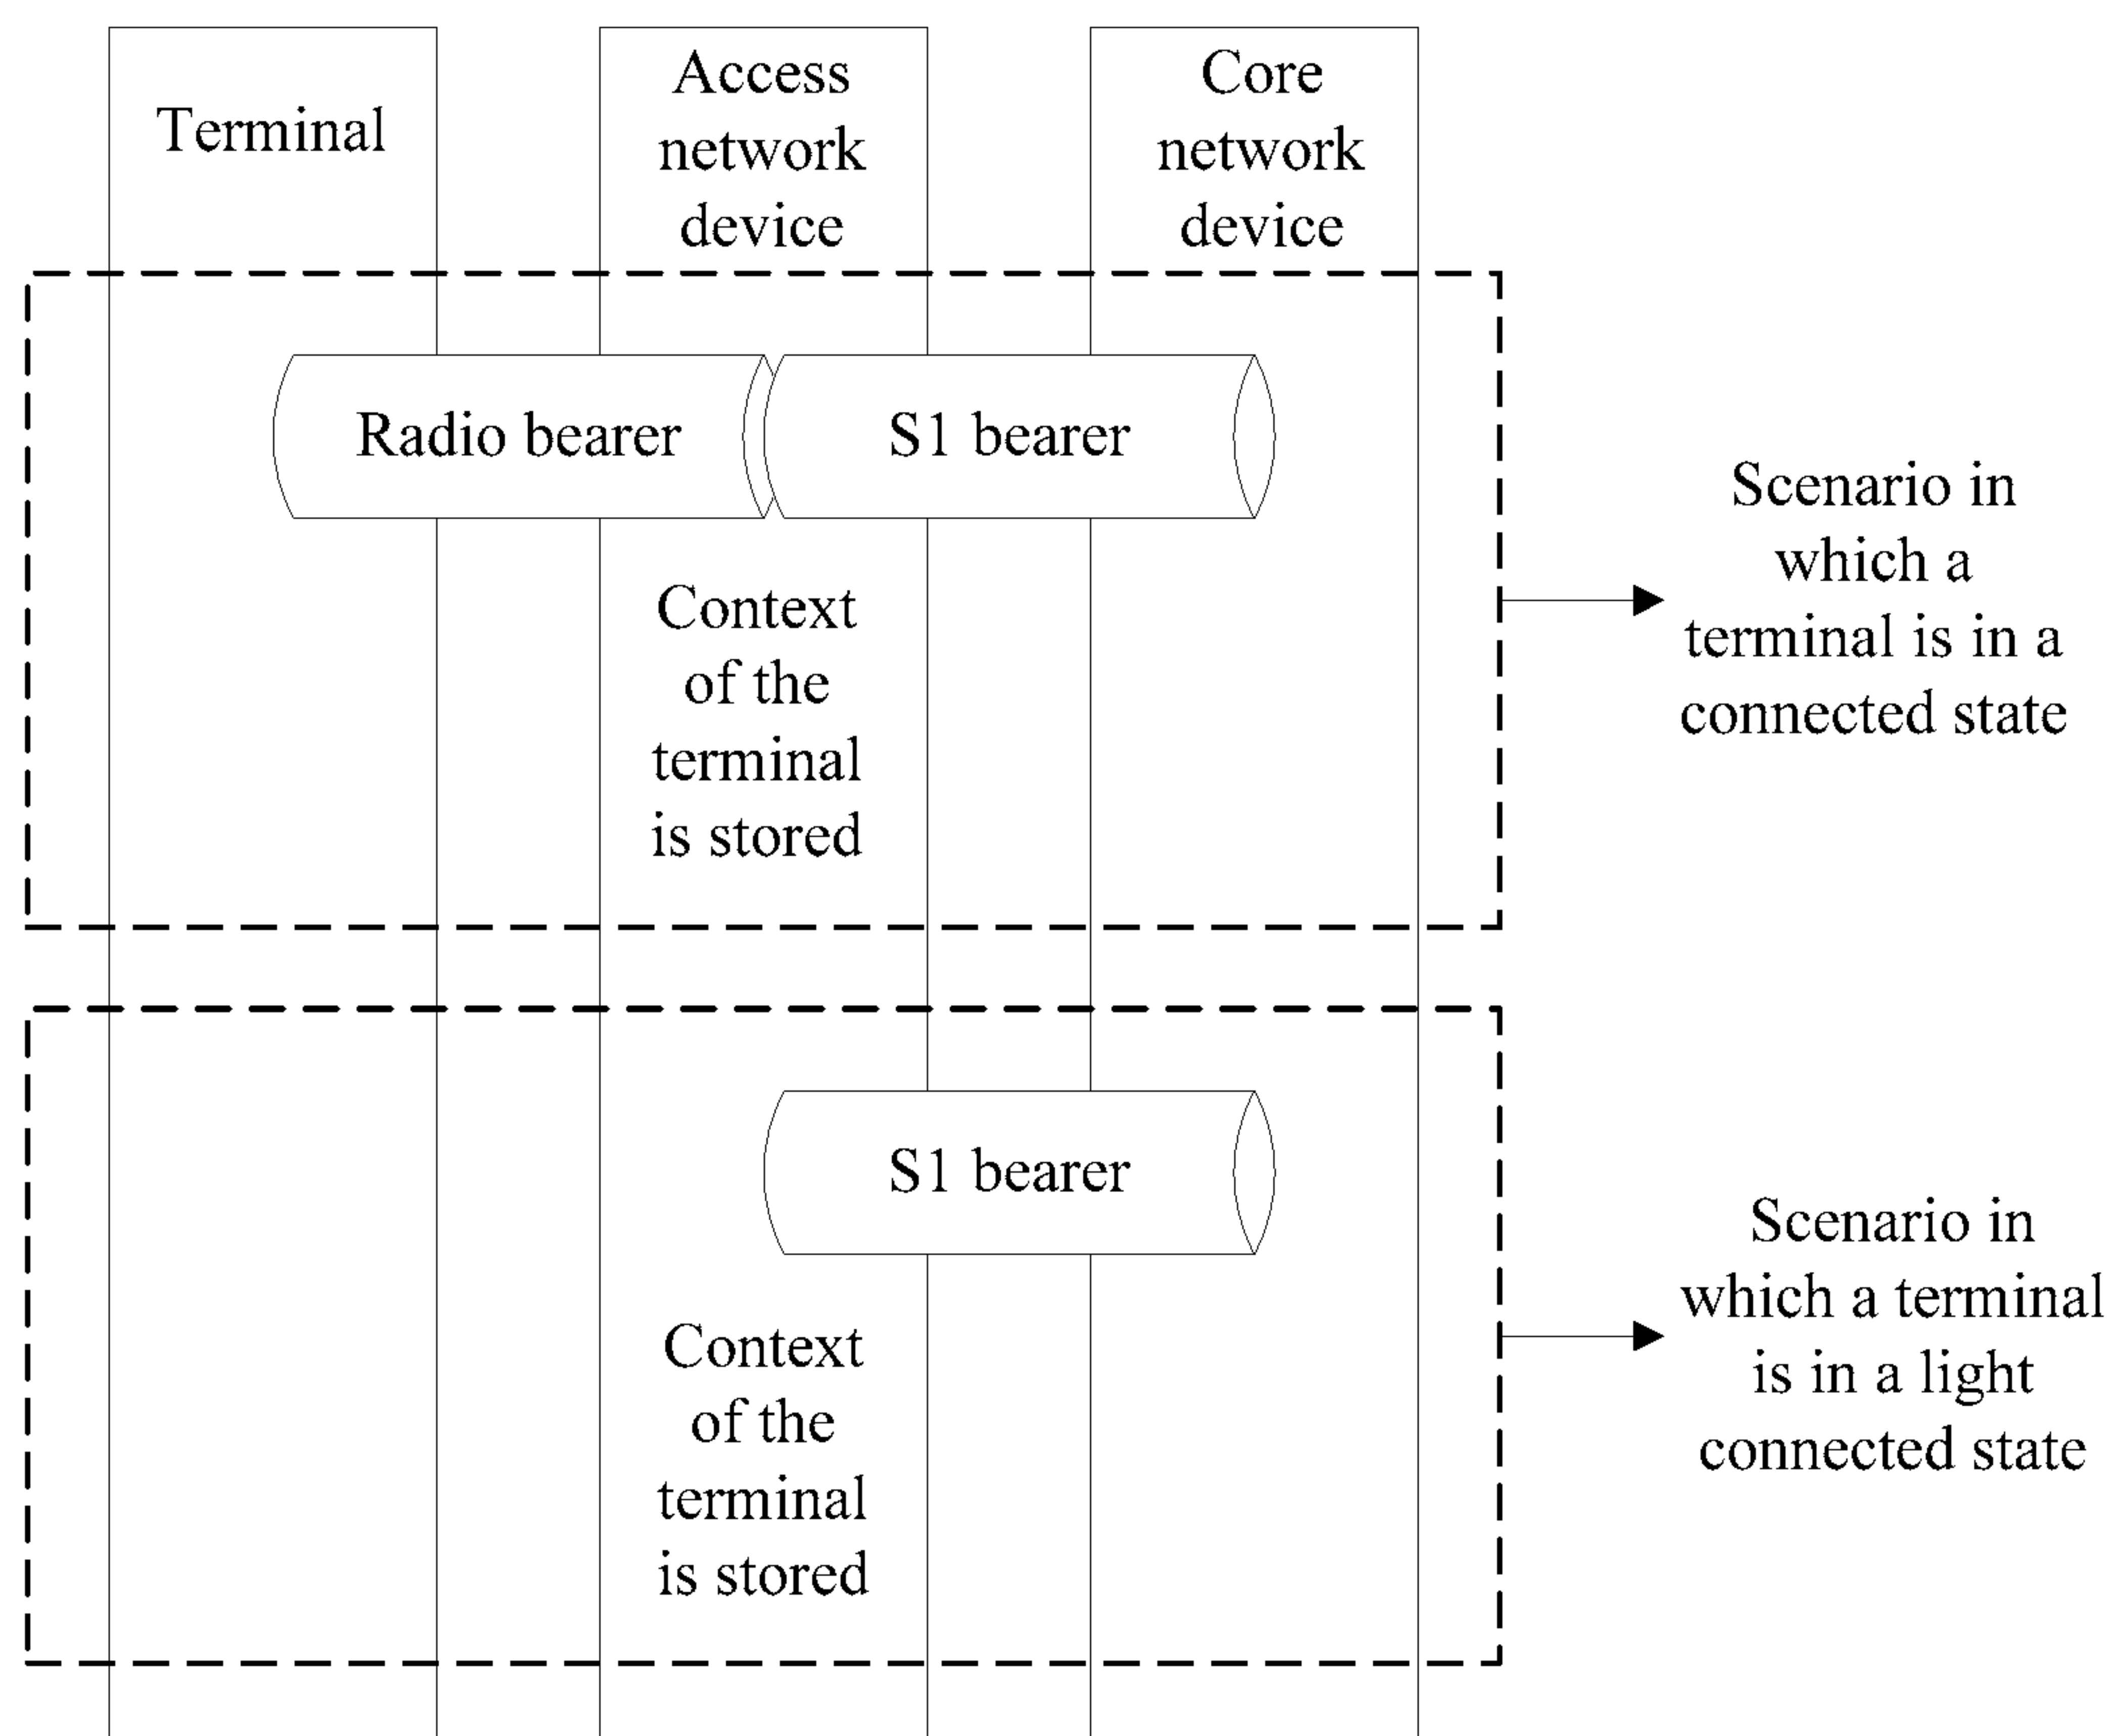 Terminal
Access
network
device
Core
network
device
Radio bearer
S1 bearer
Context
of the
terminal
is stored
Scenario in
which a
terminal is in a
connected state
S1 bearer
Context
of the
terminal
is stored
Scenario in
which a terminal
is in a light
connected state